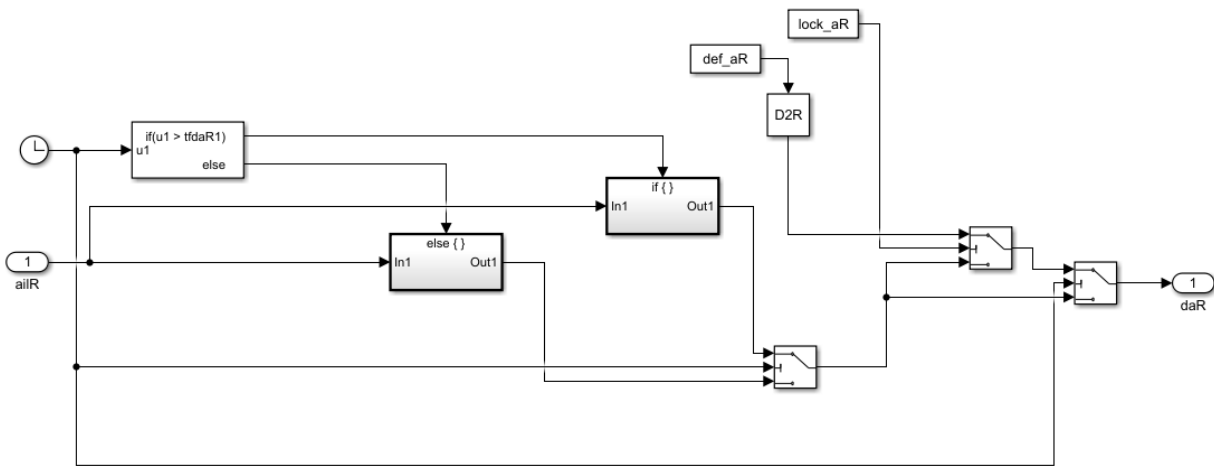 lock_aR
def_aR
D2R
if(u1 > tfdaR1)
u1
else
if { }
In1
Out1
else { }
In1
Out1
1
ailR
1
daR